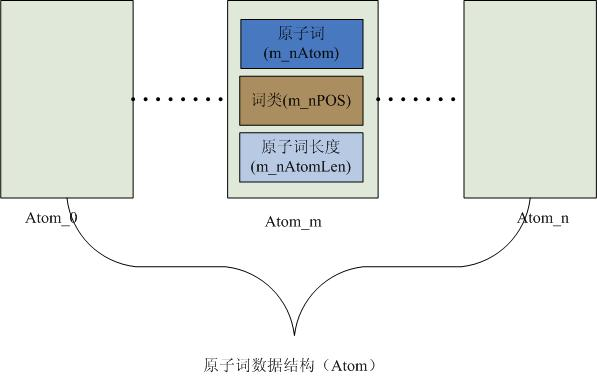 原子词
(m_nAtom)
词类(m_nPOS)
原子词长度
(m_nAtomLen)
Atom_0
Atom_m
Atom_n
原子词数据结构（Atom）